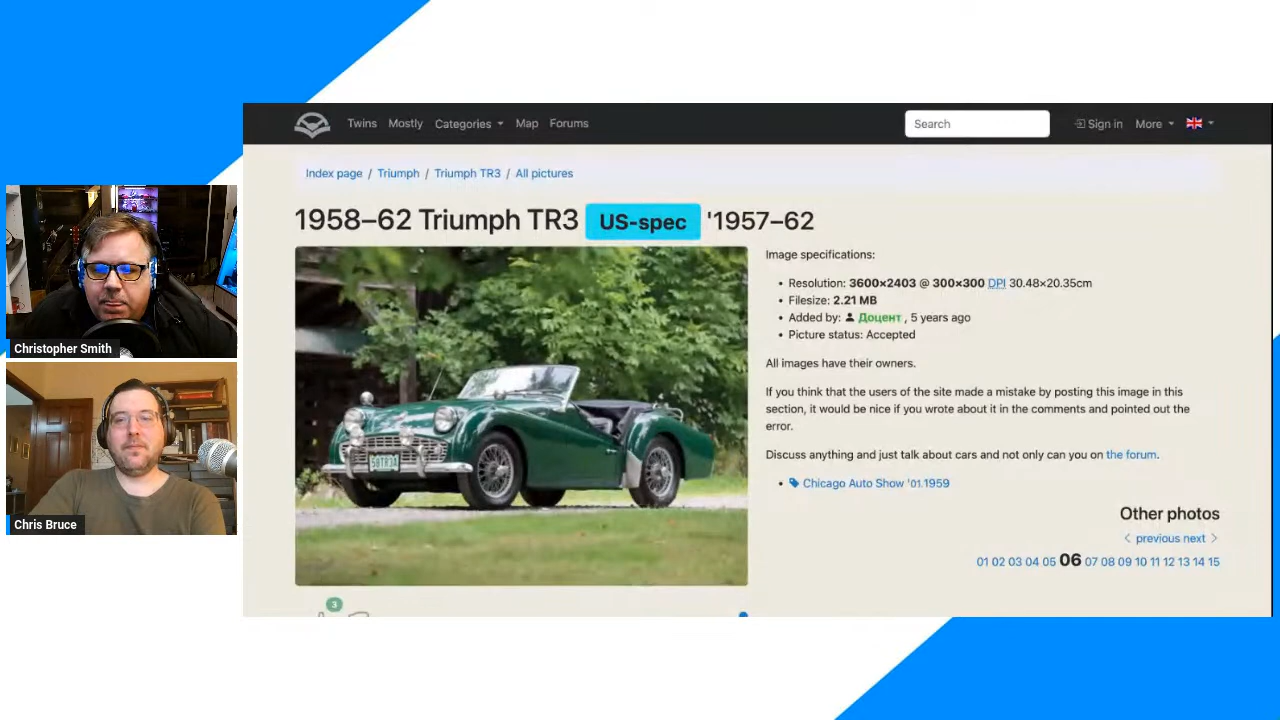 Twins Mostly Categories Map Forums Search Sign in More
Index page / Triumph / Triumph TR3 / All pictures
1958–62 Triumph TR3 US-spec '1957–62
Image specifications:
• Resolution: 3600×2403 @ 300×300 DPI 30.48×20.35cm
• Filesize: 2.21 MB
• Added by: Доцент , 5 years ago
• Picture status: Accepted
All images have their owners.
If you think that the users of the site made a mistake by posting this image in this
section, it would be nice if you wrote about it in the comments and pointed out the
error.
Discuss anything and just talk about cars and not only can you on the forum.
• Chicago Auto Show '01.1959
Other photos
< previous next >
01 02 03 04 05 06 07 08 09 10 11 12 13 14 15
3
Christopher Smith
Chris Bruce